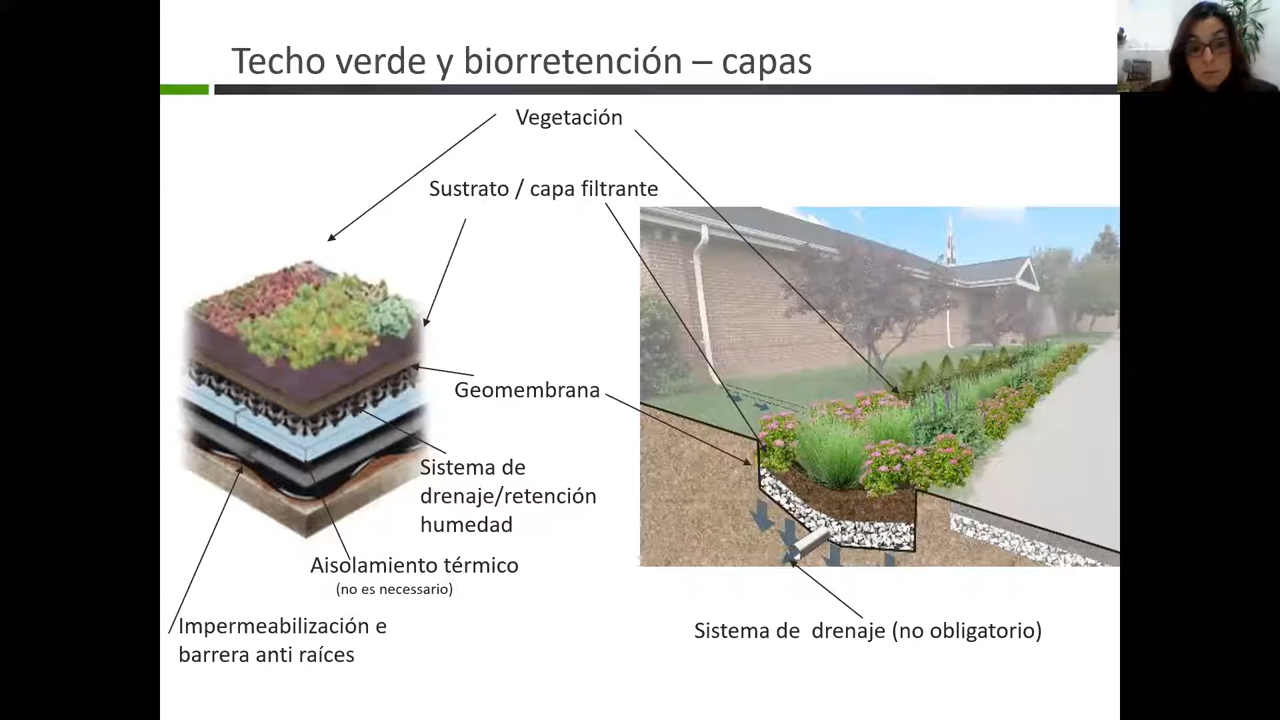 Techo verde y biorretención – capas
Vegetación
Sustrato / capa filtrante
Geomembrana
Sistema de
drenaje/retención
humedad
Aisolamiento térmico
(no es necessario)
Impermeabilización e
barrera anti raíces
Sistema de  drenaje (no obligatorio)